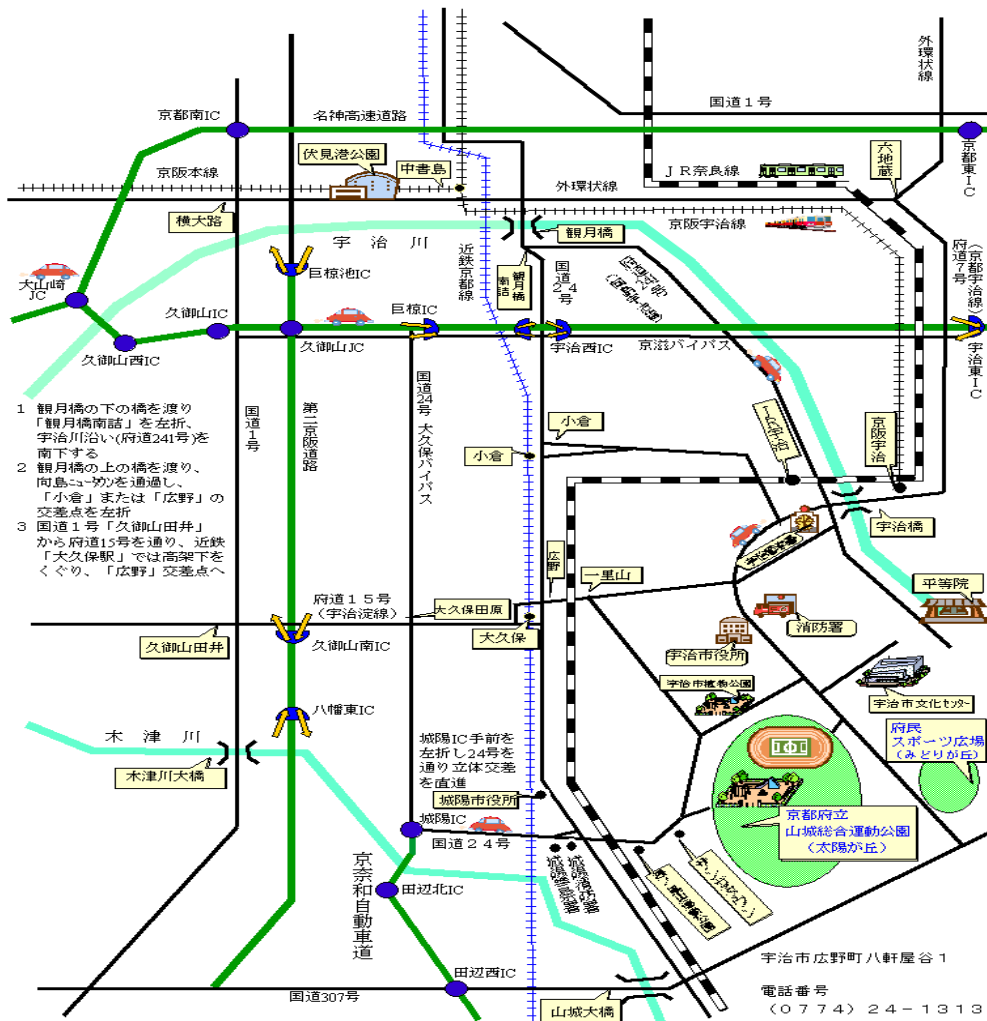 外環状線
国道１号
京都南IC
名神高速道路
京都東IC
伏見港公園
中書島
六地蔵
京阪本線
ＪＲ奈良線
外環状線
横大路
京阪宇治線
観月橋
宇治川
近鉄京都線
観月橋南詰
国道２４号
府道７号
(京都宇治線)
巨椋池IC
大山崎JC
久御山IC
巨椋IC
久御山JC
宇治西IC
京滋バイパス
宇治東IC
久御山西IC
1 観月橋の下の橋を渡り
「観月橋南詰」を左折、
宇治川沿い(府道241号)を
南下する
2 観月橋の上の橋を渡り、
向島ニュータウンを通過し、
「小倉」または「広野」の
交差点を左折
3 国道１号「久御山田井」
から府道15号を通り、近鉄
「大久保駅」では高架下を
くぐり、「広野」交差点へ
国道１号
第二京阪道路
国道24号 大久保バイパス
小倉
小倉
京阪宇治
宇治橋
広野
一里山
平等院
府道１５号
(宇治淀線)
大久保田原
大久保
消防署
久御山田井
久御山南IC
宇治市役所
宇治市植物公園
宇治市文化センター
八幡東IC
木津川
木津川大橋
城陽IC手前を
左折し24号を
通り立体交差
を直進
府民
スポーツ広場
(みどりが丘)
城陽市役所
城陽IC
国道２４号
京都府立
山城総合運動公園
(太陽が丘)
京奈和自動車道
田辺北IC
田辺西IC
国道307号
山城大橋
宇治市広野町八軒屋谷１
電話番号
(０７７４) ２４－１３１３